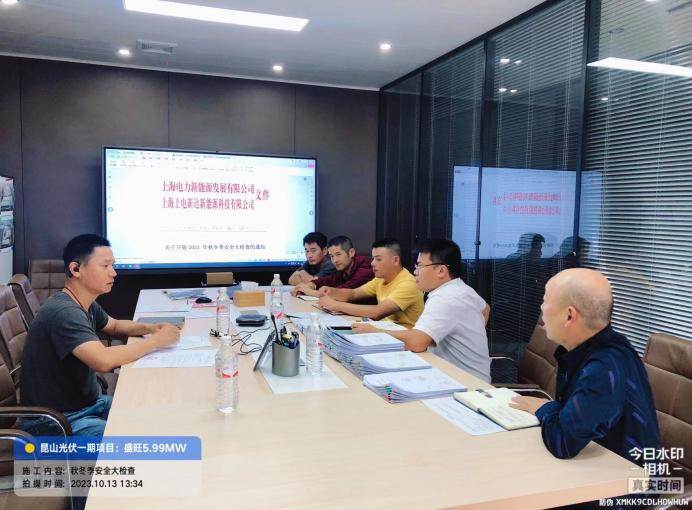 上海电力新能源发展有限公司
上海上电新达新能源科技有限公司
文件
关于开展 2023 年秋冬季安全大检查的通知
昆山光伏一期项目：盛旺5.99MW
施工内容：秋冬季安全大检查
拍摄时间：2023.10.13 13:34
今日水印
-相机-
真实时间
防伪 XMKK9CDLHDWHUW